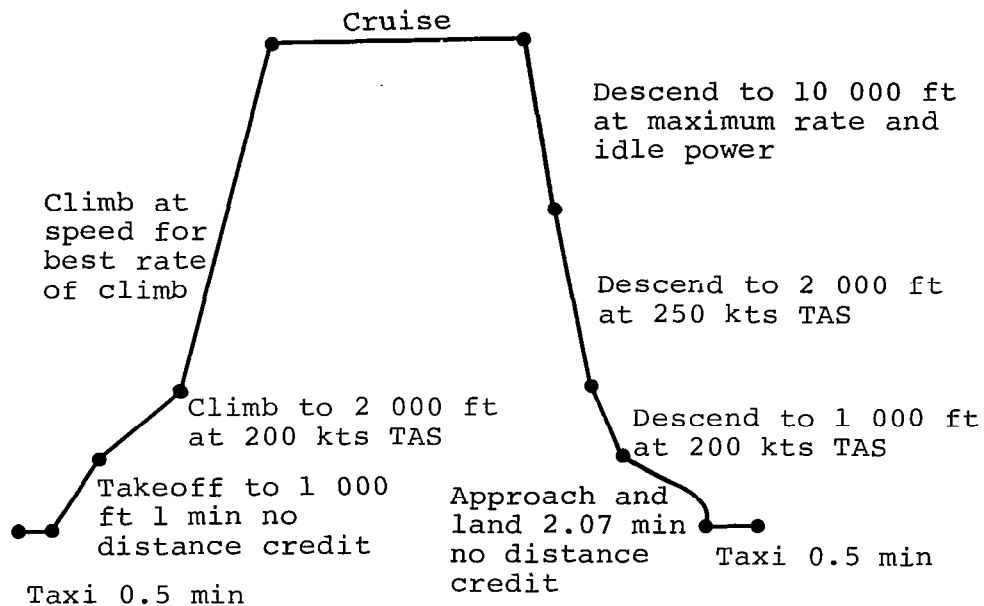 Cruise
Descend to 10 000 ft
at maximum rate and
idle power
Climb at
speed for
best rate
of climb
Descend to 2 000 ft
at 250 kts TAS
Climb to 2 000 ft
at 200 kts TAS
Descend to 1 000 ft
at 200 kts TAS
Takeoff to 1 000
ft 1 min no
distance credit
Approach and
land 2.07 min
no distance
credit
Taxi 0.5 min
Taxi 0.5 min